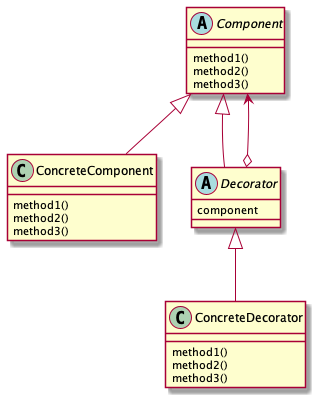 A Component
method1()
method2()
method3()
C ConcreteComponent
method1()
method2()
method3()
A Decorator
component
C ConcreteDecorator
method1()
method2()
method3()